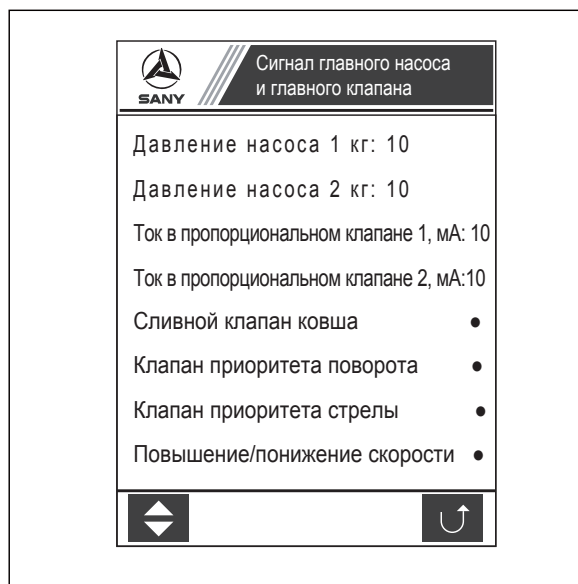 SANY
Сигнал главного насоса
и главного клапана
Давление насоса 1 кг: 10
Давление насоса 2 кг: 10
Ток в пропорциональном клапане 1, мА: 10
Ток в пропорциональном клапане 2, мА:10
Сливной клапан ковша ●
Клапан приоритета поворота ●
Клапан приоритета стрелы ●
Повышение/понижение скорости ●